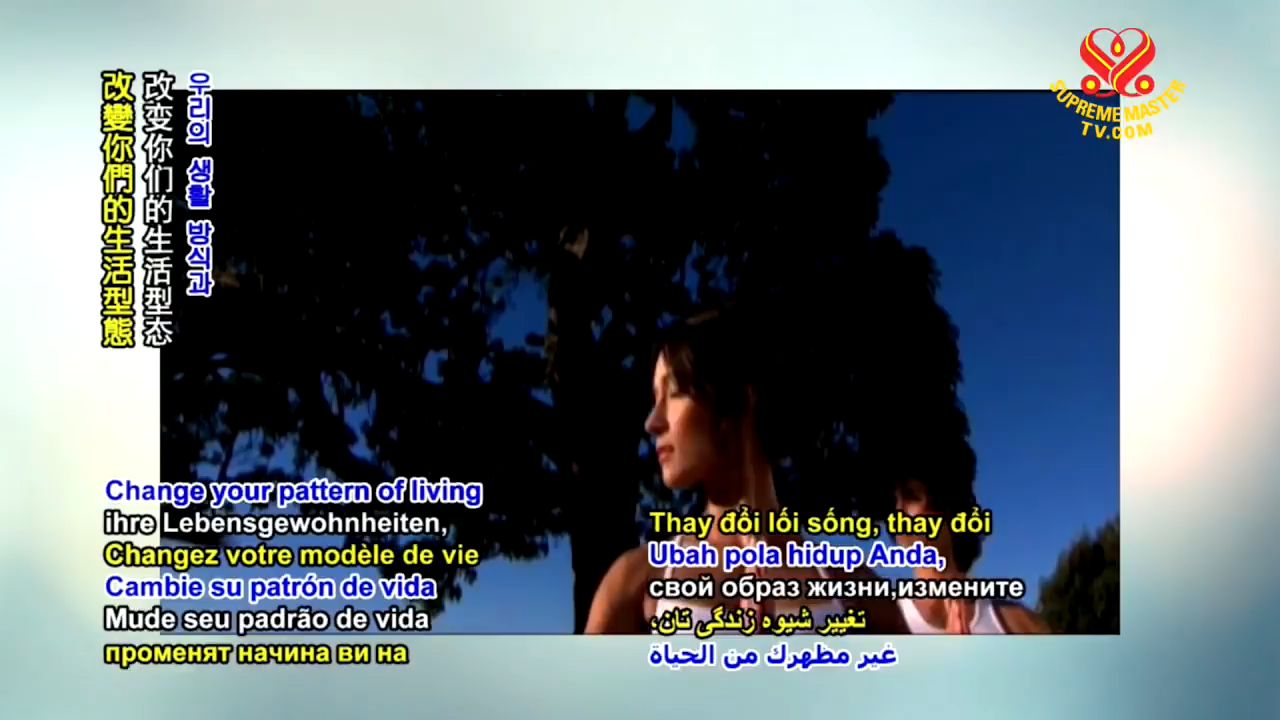 改變你們的生活型態
改变你们的生活型态
우리의 생활 방식과
SUPREME MASTER
TV.COM
Change your pattern of living
ihre Lebensgewohnheiten,
Changez votre modèle de vie
Cambie su patrón de vida
Mude seu padrão de vida
променят начина ви на
Thay đổi lối sống, thay đổi
Ubah pola hidup Anda,
свой образ жизни,измените
تغییر شیوه زندگی تان،
غير مظهرك من الحياة